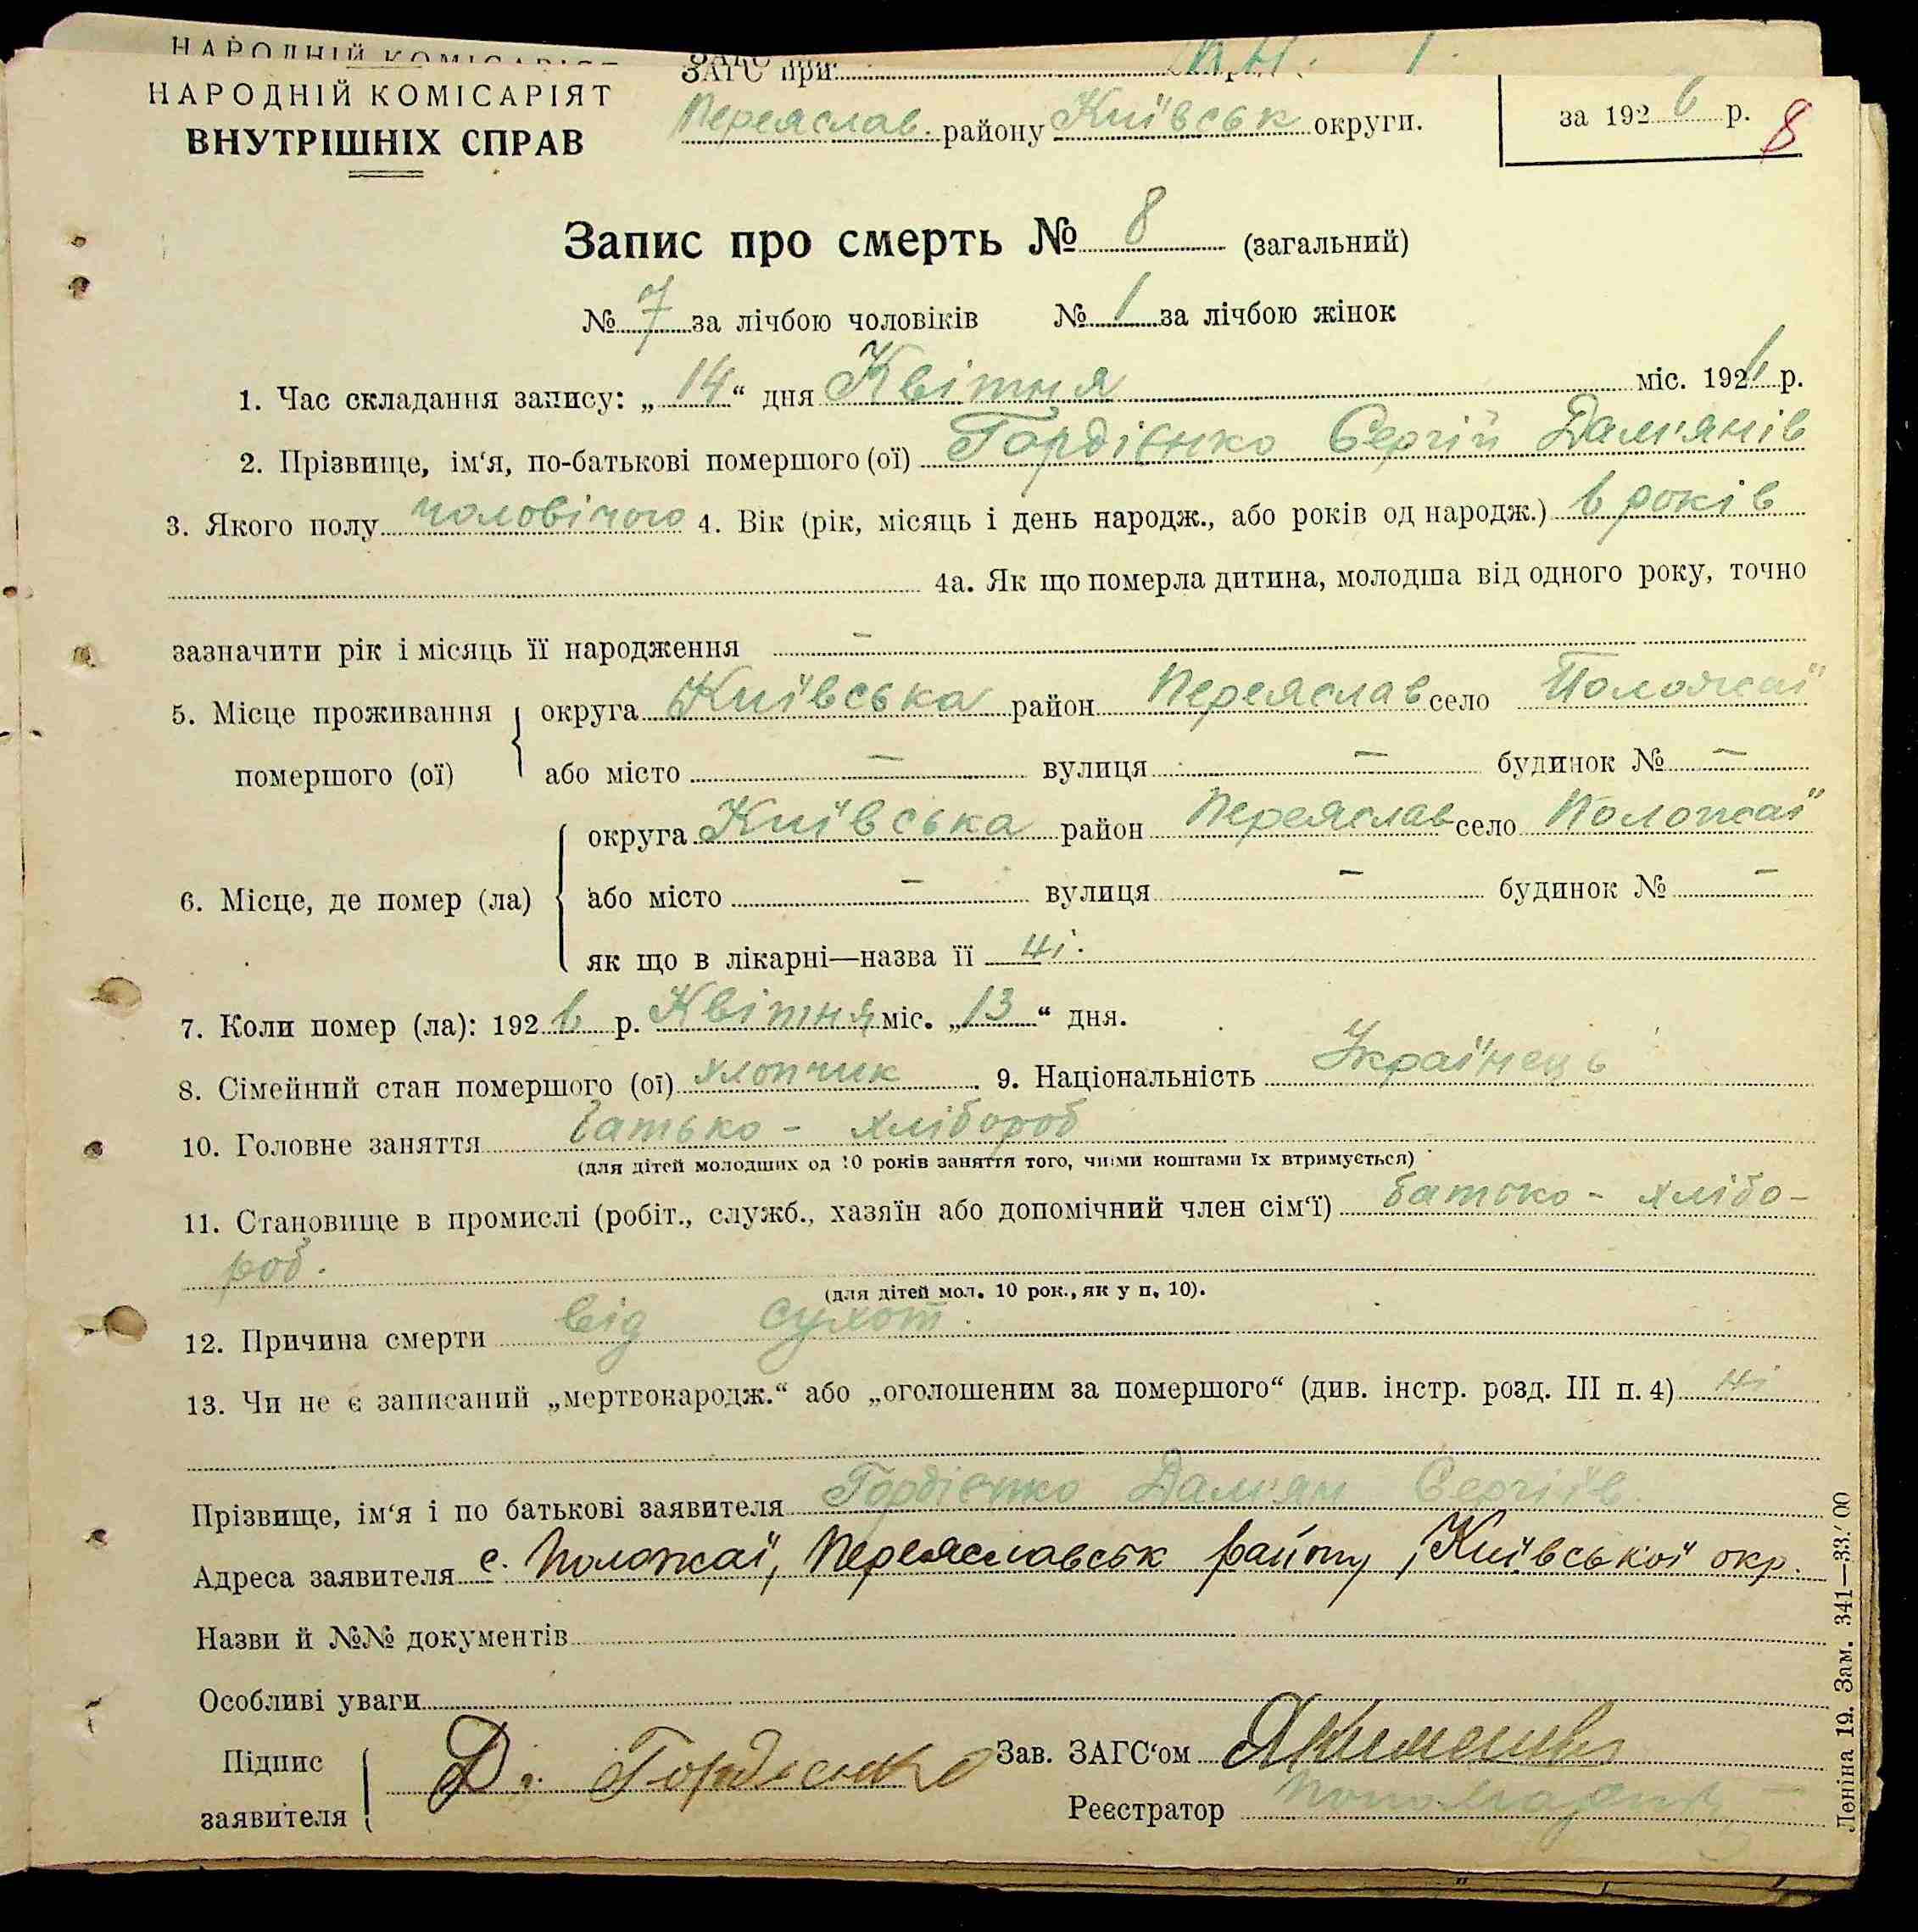 НАРОДНІЙ КОМІСАРІЯТ
ЗАГС при
НАРОДНІЙ КОМІСАРІЯТ
ВНУТРІШНІХ СПРАВ
Переяслав. району Київськ округи.
за 1926 р.
8
Запис про смерть № 8 (загальний)
№ 7 за лічбою чоловіків № 1 за лічбою жінок
1. Час складання запису: „14“ дня Квітня міс. 1926 р.
2. Прізвище, ім‘я, по-батькові помершого (ої) Гордієнко Сергій Дам'янів
3. Якого полу чоловічого 4. Вік (рік, місяць і день народж., або років од народж.) 6 років
4а. Як що померла дитина, молодша від одного року, точно
зазначити рік і місяць її народження —
5. Місце проживання помершого (ої) округа Київська район Переяслав село Положаї
або місто — вулиця — будинок № —
6. Місце, де помер (ла) округа Київська район Переяслав село Положаї
або місто — вулиця — будинок № —
як що в лікарні—назва її ні.
7. Коли помер (ла): 1926 р. Квітня міс. „13“ дня.
8. Сімейний стан помершого (ої) хлопчик. 9. Національність Українець
10. Головне заняття батько - хлібороб
(для дітей молодших од 10 років заняття того, чиїми коштами їх втримується)
11. Становище в промислі (робіт., служб., хазяїн або допомічний член сім‘ї) батько - хлібо-
роб.
(для дітей мол. 10 рок., як у п. 10).
12. Причина смерти від сухот.
13. Чи не є записаний „мертвонародж.“ або „оголошеним за помершого“ (див. інстр. розд. III п. 4) ні
Прізвище, ім‘я і по батькові заявителя Гордієнко Дам'ян Сергіїв
Адреса заявителя с. Положаї, Переяславськ району, Київської окр.
Назви й №№ документів
Особливі уваги
Підпис заявителя Д. Гордієнко
Зав. ЗАГС‘ом
Реєстратор
Леніна 19. Зам. 341—33.